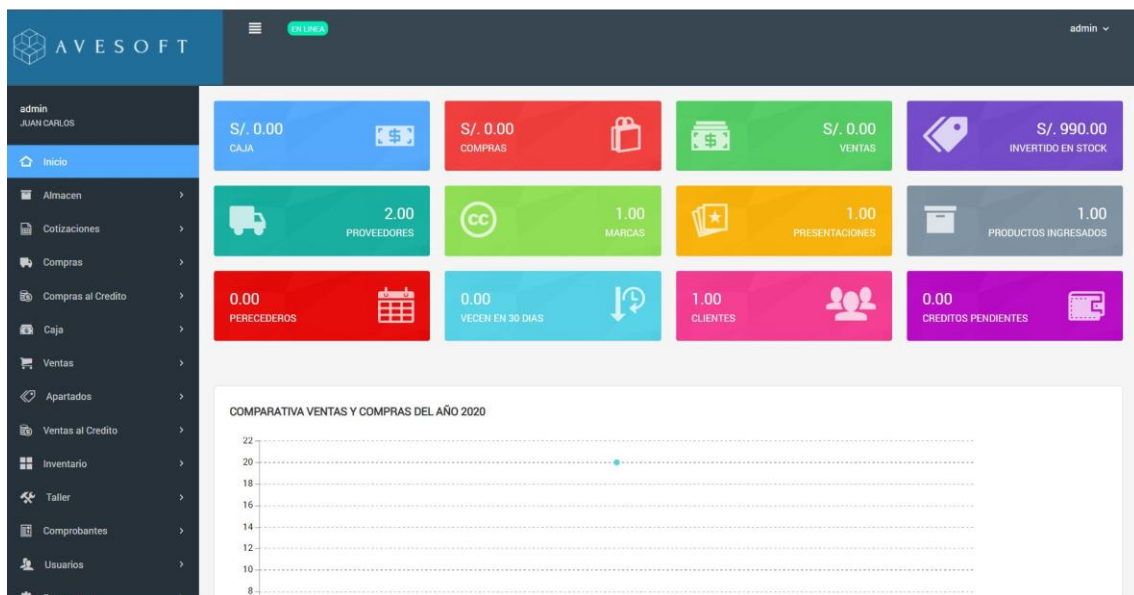 AVESOFT
EN LINEA
admin
admin
JUAN CARLOS
Inicio
Almacen
Cotizaciones
Compras
Compras al Credito
Caja
Ventas
Apartados
Ventas al Credito
Inventario
Taller
Comprobantes
Usuarios
S/. 0.00
CAJA
S/. 0.00
COMPRAS
S/. 0.00
VENTAS
S/. 990.00
INVERTIDO EN STOCK
2.00
PROVEEDORES
1.00
MARCAS
1.00
PRESENTACIONES
1.00
PRODUCTOS INGRESADOS
0.00
PERECEDEROS
0.00
VECEN EN 30 DIAS
1.00
CLIENTES
0.00
CREDITOS PENDIENTES
COMPARATIVA VENTAS Y COMPRAS DEL AÑO 2020
22
20
18
16
14
12
10
8